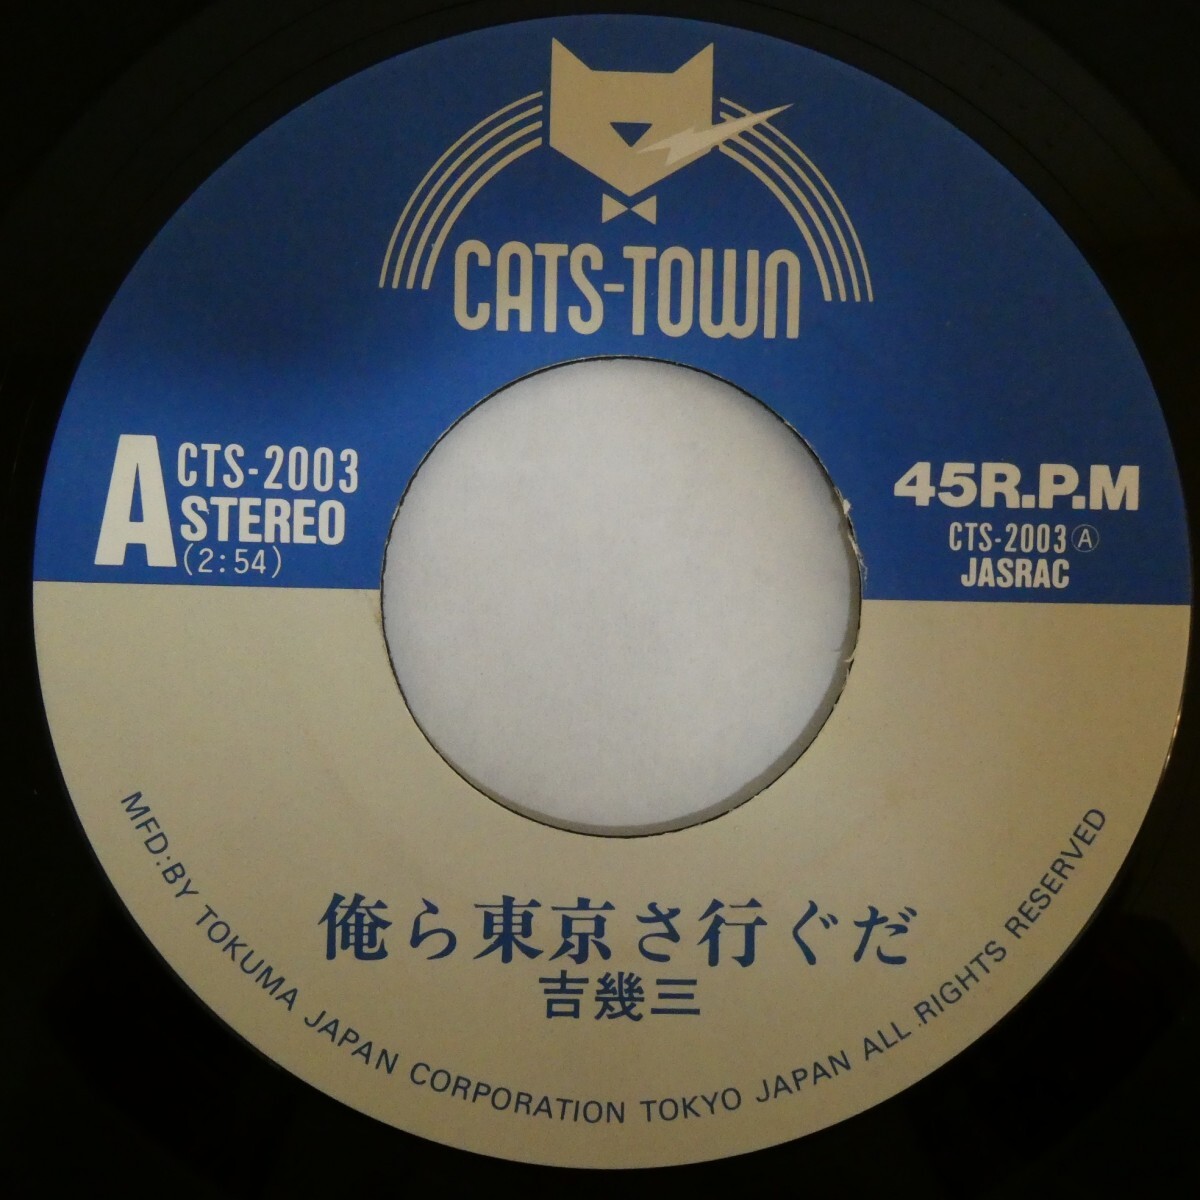 CATS-TOWN
A
CTS-2003
STEREO
(2:54)
45R.P.M
CTS-2003Ⓐ
JASRAC
俺ら東京さ行ぐだ
吉幾三
MFD:BY TOKUMA JAPAN CORPORATION TOKYO JAPAN ALL RIGHTS RESERVED